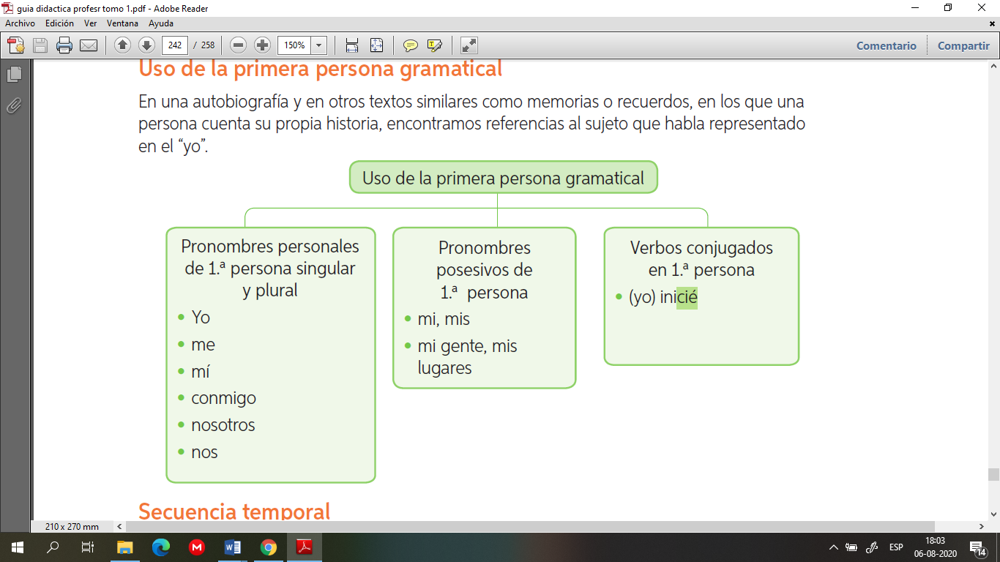 guia didactica profesr tomo 1.pdf - Adobe Reader
Archivo Edición Ver Ventana Ayuda
242 / 258 150% Comentario Compartir
Uso de la primera persona gramatical
En una autobiografía y en otros textos similares como memorias o recuerdos, en los que una
persona cuenta su propia historia, encontramos referencias al sujeto que habla representado
en el “yo”.
Uso de la primera persona gramatical
Pronombres personales
de 1.ª persona singular
y plural
• Yo
• me
• mí
• conmigo
• nosotros
• nos
Pronombres
posesivos de
1.ª persona
• mi, mis
• mi gente, mis
lugares
Verbos conjugados
en 1.ª persona
• (yo) inicié
Secuencia temporal
210 x 270 mm
ESP
18:03
06-08-2020
14